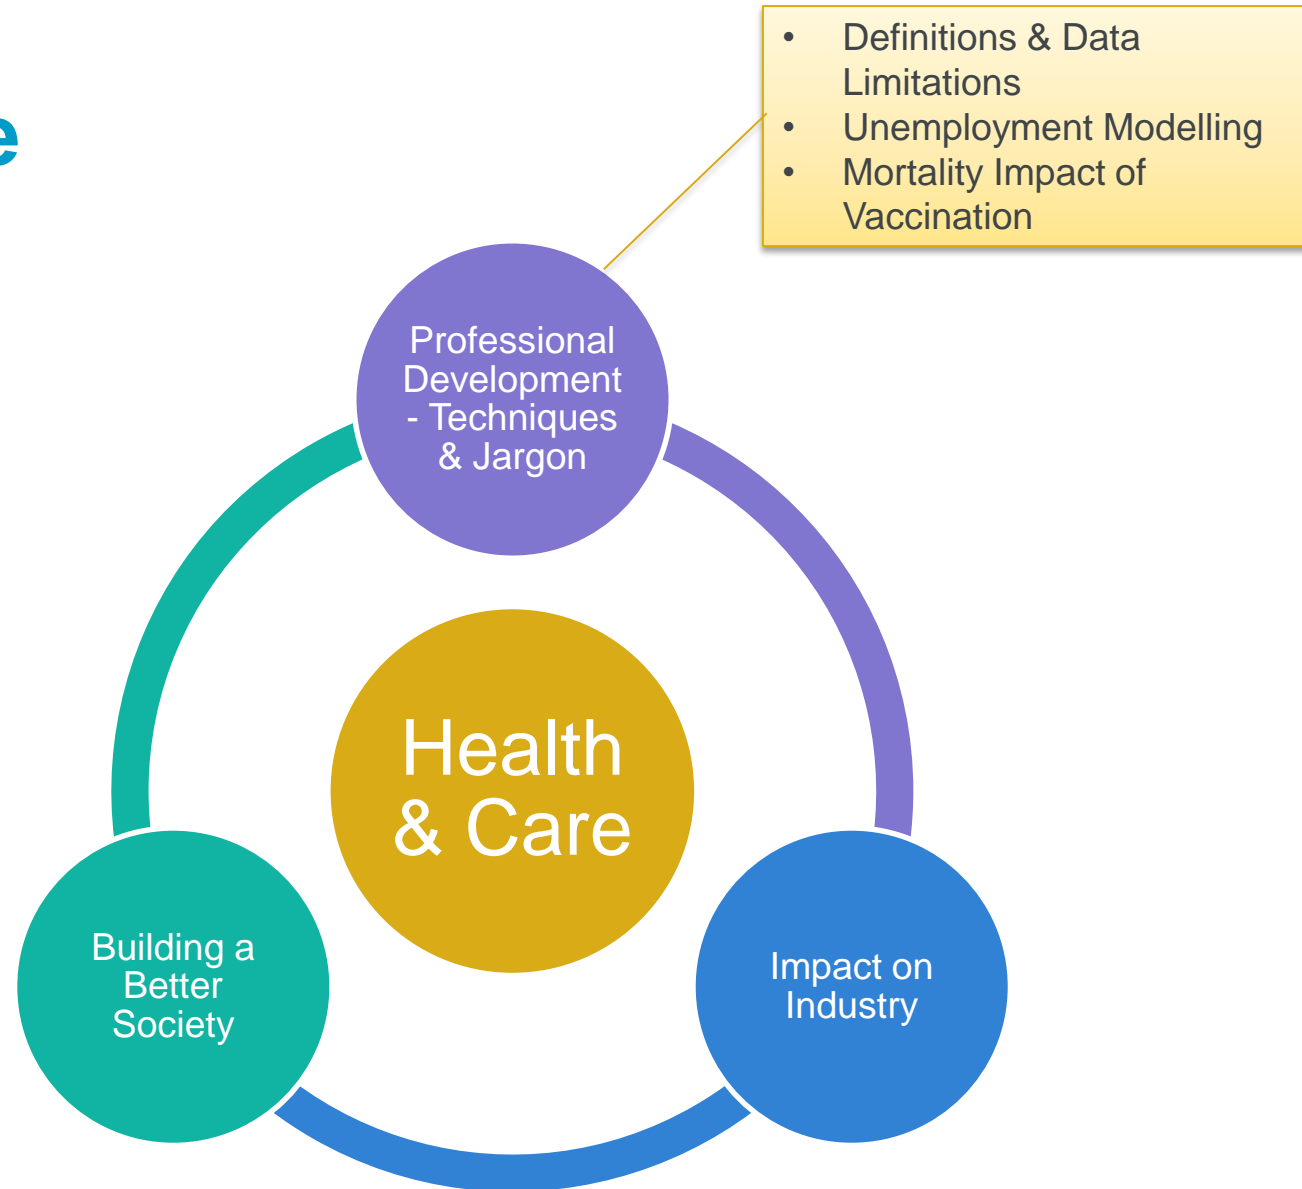 • Definitions & Data
Limitations
• Unemployment Modelling
• Mortality Impact of
Vaccination
Professional
Development
- Techniques
& Jargon
Health
& Care
Building a
Better
Society
Impact on
Industry